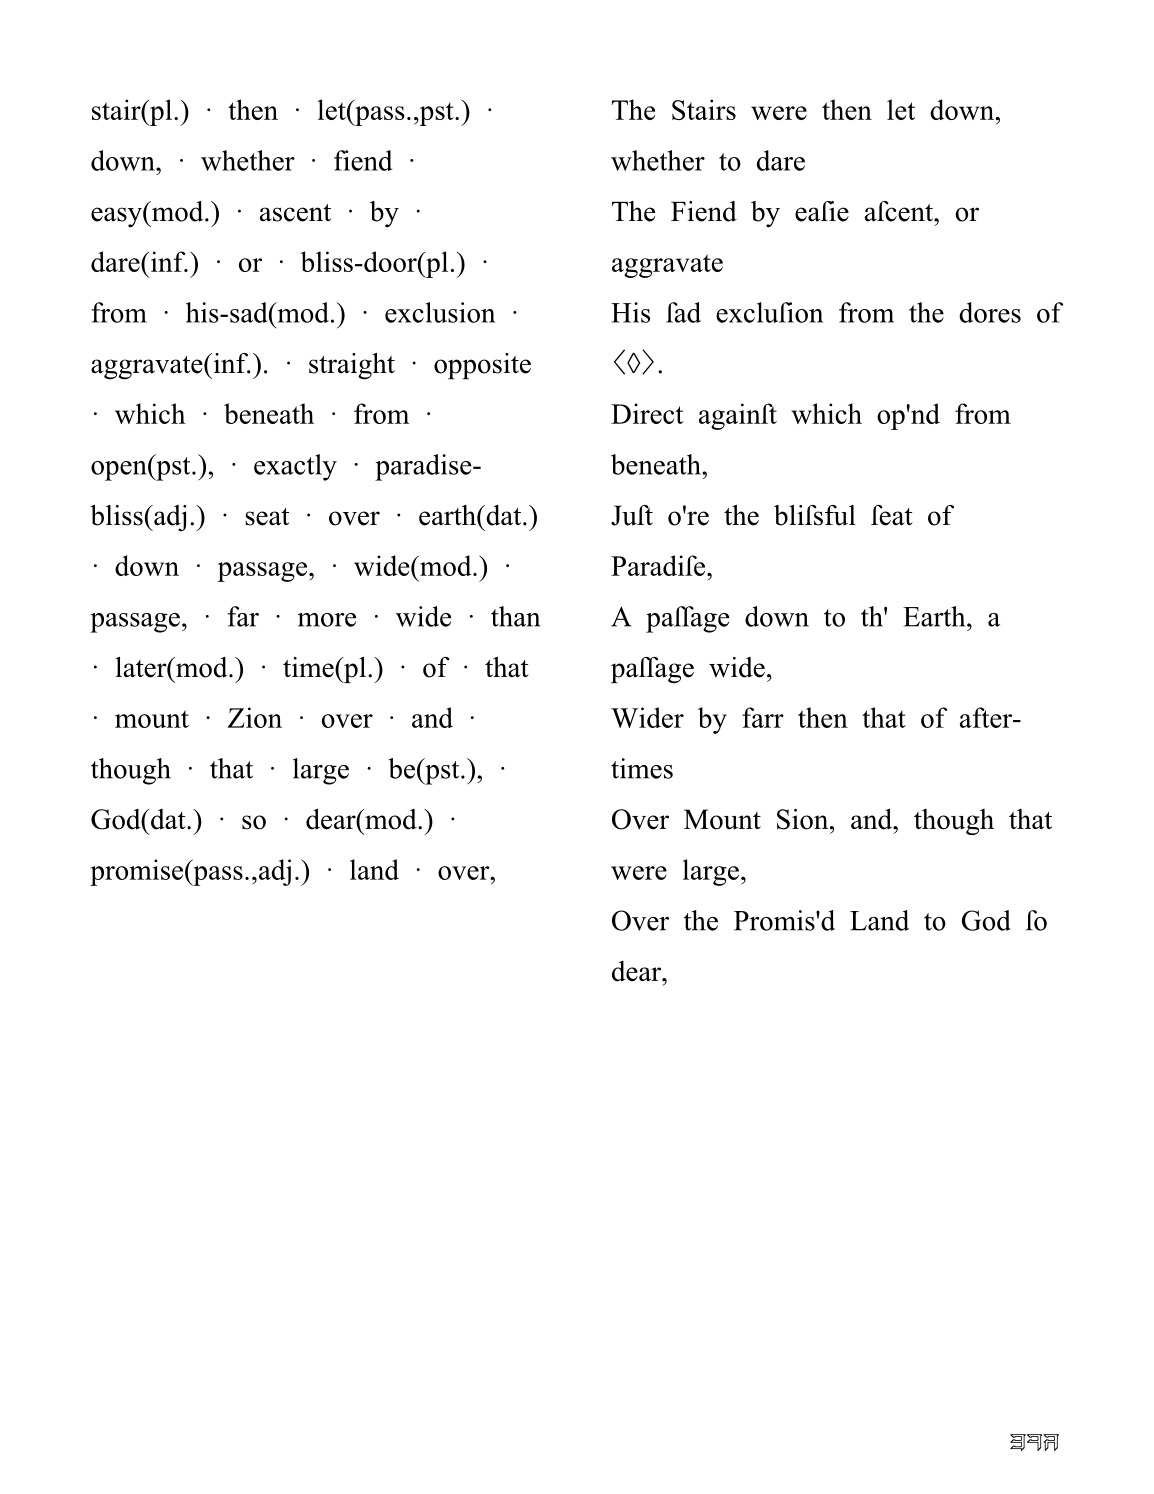 stair(pl.) · then · let(pass.,pst.) ·
down, · whether · fiend ·
easy(mod.) · ascent · by ·
dare(inf.) · or · bliss-door(pl.) ·
from · his-sad(mod.) · exclusion ·
aggravate(inf.). · straight · opposite
· which · beneath · from ·
open(pst.), · exactly · paradise-
bliss(adj.) · seat · over · earth(dat.)
· down · passage, · wide(mod.) ·
passage, · far · more · wide · than
· later(mod.) · time(pl.) · of · that
· mount · Zion · over · and ·
though · that · large · be(pst.), ·
God(dat.) · so · dear(mod.) ·
promise(pass.,adj.) · land · over,
The Stairs were then let down,
whether to dare
The Fiend by eaſie aſcent, or
aggravate
His ſad excluſion from the dores of
〈◊〉.
Direct againſt which op'nd from
beneath,
Juſt o're the bliſsful ſeat of
Paradiſe,
A paſſage down to th' Earth, a
paſſage wide,
Wider by farr then that of after-
times
Over Mount Sion, and, though that
were large,
Over the Promis'd Land to God ſo
dear,